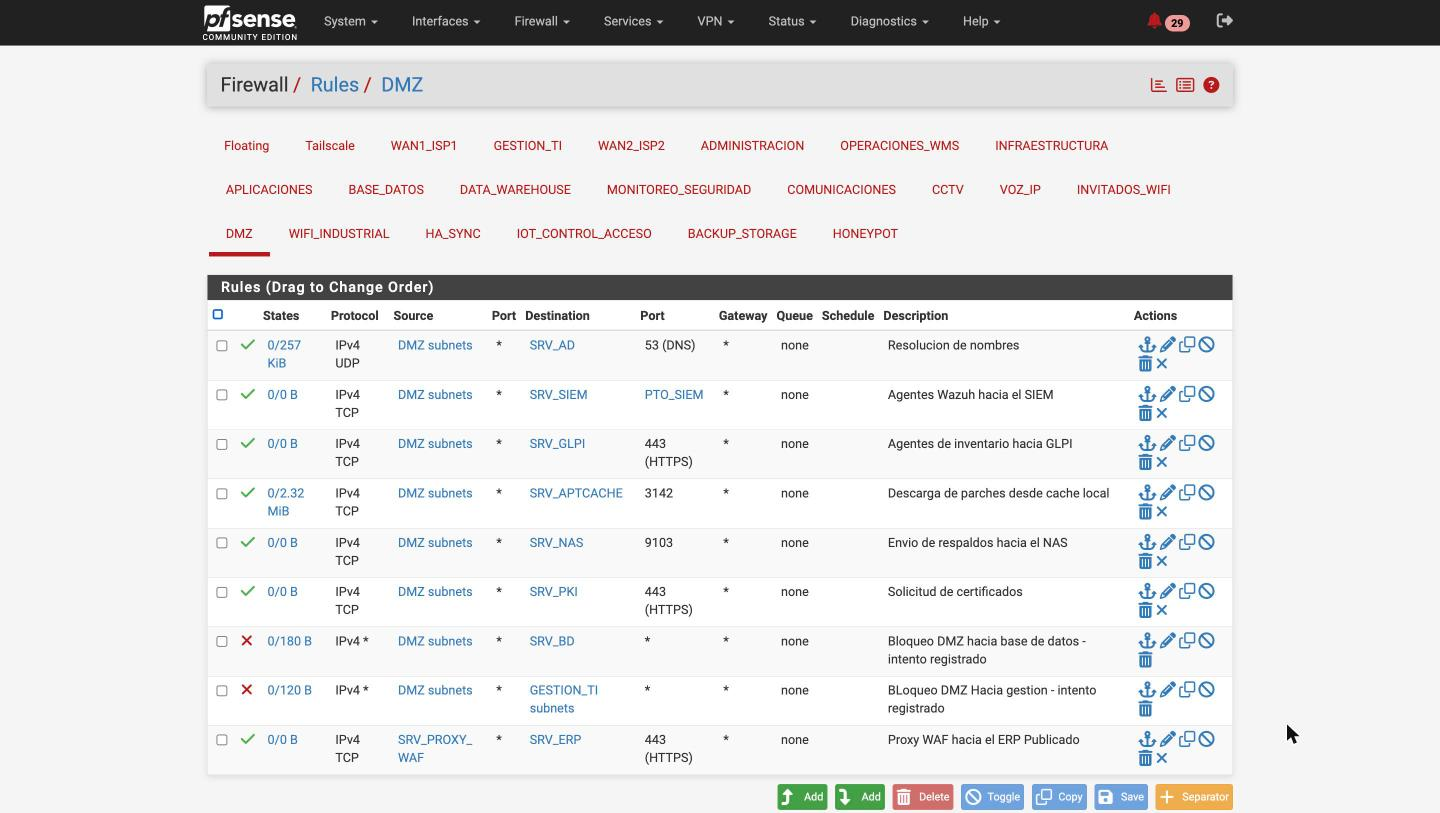 pfsense
COMMUNITY EDITION
System Interfaces Firewall Services VPN Status Diagnostics Help 29
Firewall / Rules / DMZ
Floating Tailscale WAN1_ISP1 GESTION_TI WAN2_ISP2 ADMINISTRACION OPERACIONES_WMS INFRAESTRUCTURA
APLICACIONES BASE_DATOS DATA_WAREHOUSE MONITOREO_SEGURIDAD COMUNICACIONES CCTV VOZ_IP INVITADOS_WIFI
DMZ WIFI_INDUSTRIAL HA_SYNC IOT_CONTROL_ACCESO BACKUP_STORAGE HONEYPOT
Rules (Drag to Change Order)
States Protocol Source Port Destination Port Gateway Queue Schedule Description Actions
0/257 IPv4 DMZ subnets * SRV_AD 53 (DNS) * none Resolucion de nombres
KiB UDP
0/0 B IPv4 DMZ subnets * SRV_SIEM PTO_SIEM * none Agentes Wazuh hacia el SIEM
TCP
0/0 B IPv4 DMZ subnets * SRV_GLPI 443 * none Agentes de inventario hacia GLPI
TCP (HTTPS)
0/2.32 IPv4 DMZ subnets * SRV_APTCACHE 3142 * none Descarga de parches desde cache local
MiB TCP
0/0 B IPv4 DMZ subnets * SRV_NAS 9103 * none Envio de respaldos hacia el NAS
TCP
0/0 B IPv4 DMZ subnets * SRV_PKI 443 * none Solicitud de certificados
TCP (HTTPS)
0/180 B IPv4 * DMZ subnets * SRV_BD * * none Bloqueo DMZ hacia base de datos -
intento registrado
0/120 B IPv4 * DMZ subnets * GESTION_TI * * none BLoqueo DMZ Hacia gestion - intento
subnets registrado
0/0 B IPv4 SRV_PROXY_ * SRV_ERP 443 * none Proxy WAF hacia el ERP Publicado
TCP WAF (HTTPS)
Add Add Delete Toggle Copy Save Separator